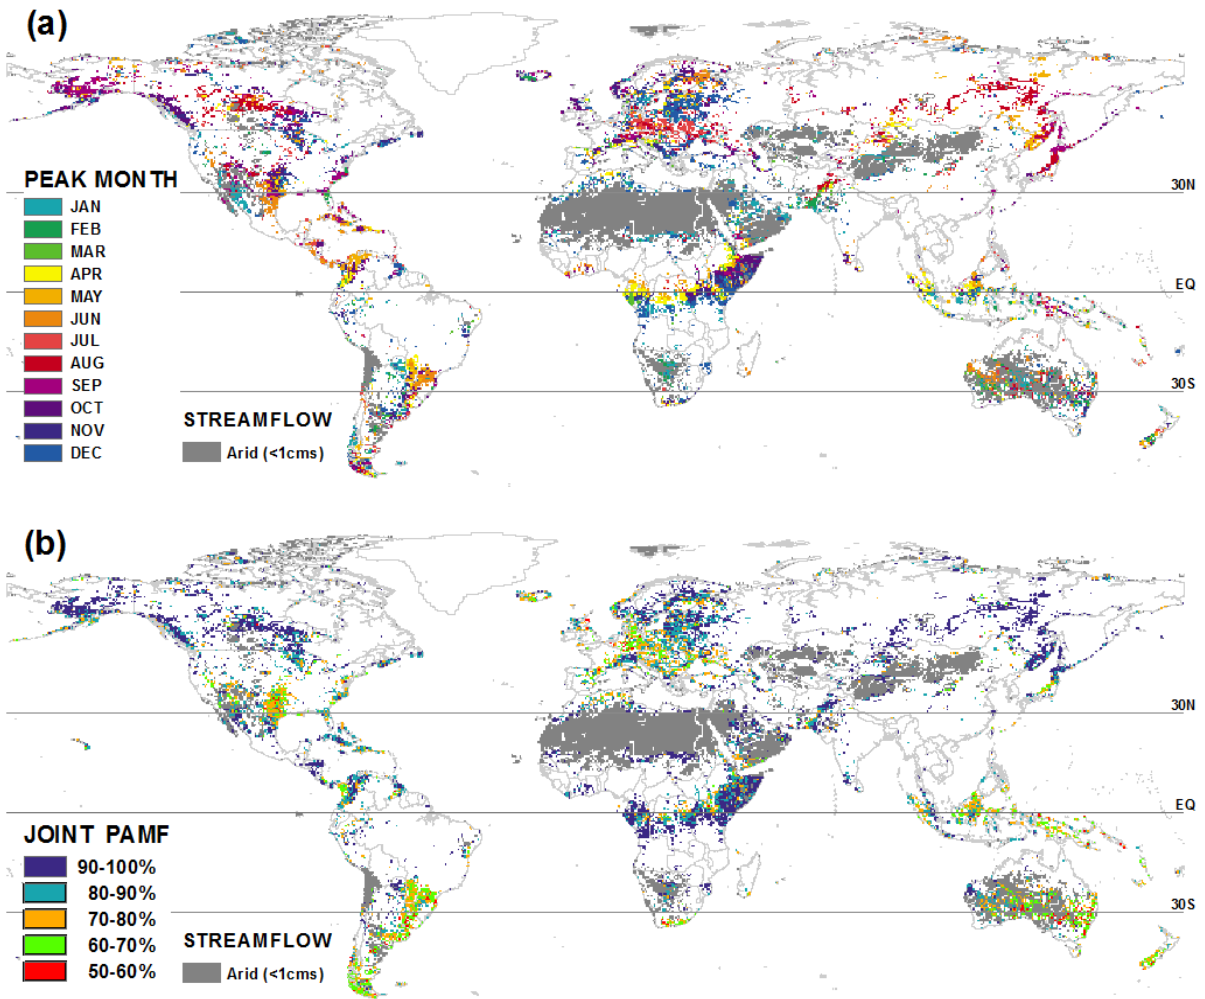 (a)
30N
PEAK MONTH
JAN
FEB
MAR
APR
MAY
JUN
JUL
AUG
SEP
OCT
NOV
DEC
EQ
30S
STREAMFLOW
Arid (<1cms)
(b)
30N
EQ
JOINT PAMF
90-100%
80-90%
70-80%
60-70%
50-60%
30S
STREAMFLOW
Arid (<1cms)